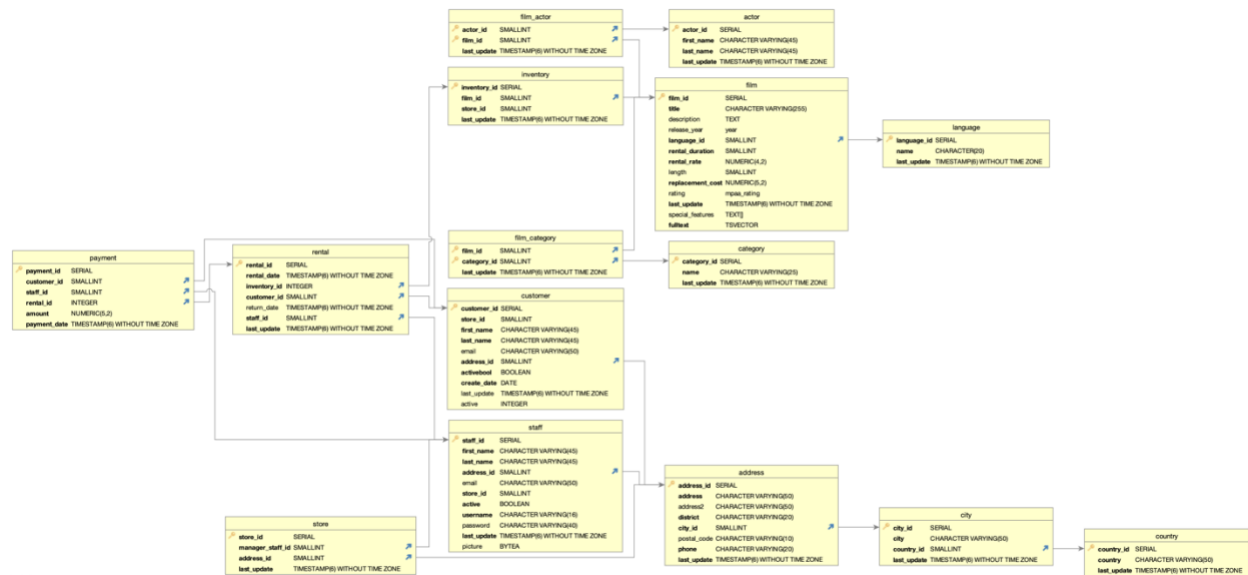 film_actor
actor_id SMALLINT
film_id SMALLINT
last_update TIMESTAMP(6) WITHOUT TIME ZONE
actor
actor_id SERIAL
first_name CHARACTER VARYING(45)
last_name CHARACTER VARYING(45)
last_update TIMESTAMP(6) WITHOUT TIME ZONE
inventory
inventory_id SERIAL
film_id SMALLINT
store_id SMALLINT
last_update TIMESTAMP(6) WITHOUT TIME ZONE
film
film_id SERIAL
title CHARACTER VARYING(255)
description TEXT
release_year year
language_id SMALLINT
rental_duration SMALLINT
rental_rate NUMERIC(4,2)
length SMALLINT
replacement_cost NUMERIC(5,2)
rating mpaa_rating
last_update TIMESTAMP(6) WITHOUT TIME ZONE
special_features TEXT[]
fulltext TSVECTOR
language
language_id SERIAL
name CHARACTER(20)
last_update TIMESTAMP(6) WITHOUT TIME ZONE
film_category
film_id SMALLINT
category_id SMALLINT
last_update TIMESTAMP(6) WITHOUT TIME ZONE
category
category_id SERIAL
name CHARACTER VARYING(25)
last_update TIMESTAMP(6) WITHOUT TIME ZONE
payment
payment_id SERIAL
customer_id SMALLINT
staff_id SMALLINT
rental_id INTEGER
amount NUMERIC(5,2)
payment_date TIMESTAMP(6) WITHOUT TIME ZONE
rental
rental_id SERIAL
rental_date TIMESTAMP(6) WITHOUT TIME ZONE
inventory_id INTEGER
customer_id SMALLINT
return_date TIMESTAMP(6) WITHOUT TIME ZONE
staff_id SMALLINT
last_update TIMESTAMP(6) WITHOUT TIME ZONE
customer
customer_id SERIAL
store_id SMALLINT
first_name CHARACTER VARYING(45)
last_name CHARACTER VARYING(45)
email CHARACTER VARYING(50)
address_id SMALLINT
activebool BOOLEAN
create_date DATE
last_update TIMESTAMP(6) WITHOUT TIME ZONE
active INTEGER
staff
staff_id SERIAL
first_name CHARACTER VARYING(45)
last_name CHARACTER VARYING(45)
address_id SMALLINT
email CHARACTER VARYING(50)
store_id SMALLINT
active BOOLEAN
username CHARACTER VARYING(16)
password CHARACTER VARYING(40)
last_update TIMESTAMP(6) WITHOUT TIME ZONE
picture BYTEA
store
store_id SERIAL
manager_staff_id SMALLINT
address_id SMALLINT
last_update TIMESTAMP(6) WITHOUT TIME ZONE
address
address_id SERIAL
address CHARACTER VARYING(50)
address2 CHARACTER VARYING(50)
district CHARACTER VARYING(20)
city_id SMALLINT
postal_code CHARACTER VARYING(10)
phone CHARACTER VARYING(20)
last_update TIMESTAMP(6) WITHOUT TIME ZONE
city
city_id SERIAL
city CHARACTER VARYING(50)
country_id SMALLINT
last_update TIMESTAMP(6) WITHOUT TIME ZONE
country
country_id SERIAL
country CHARACTER VARYING(50)
last_update TIMESTAMP(6) WITHOUT TIME ZONE